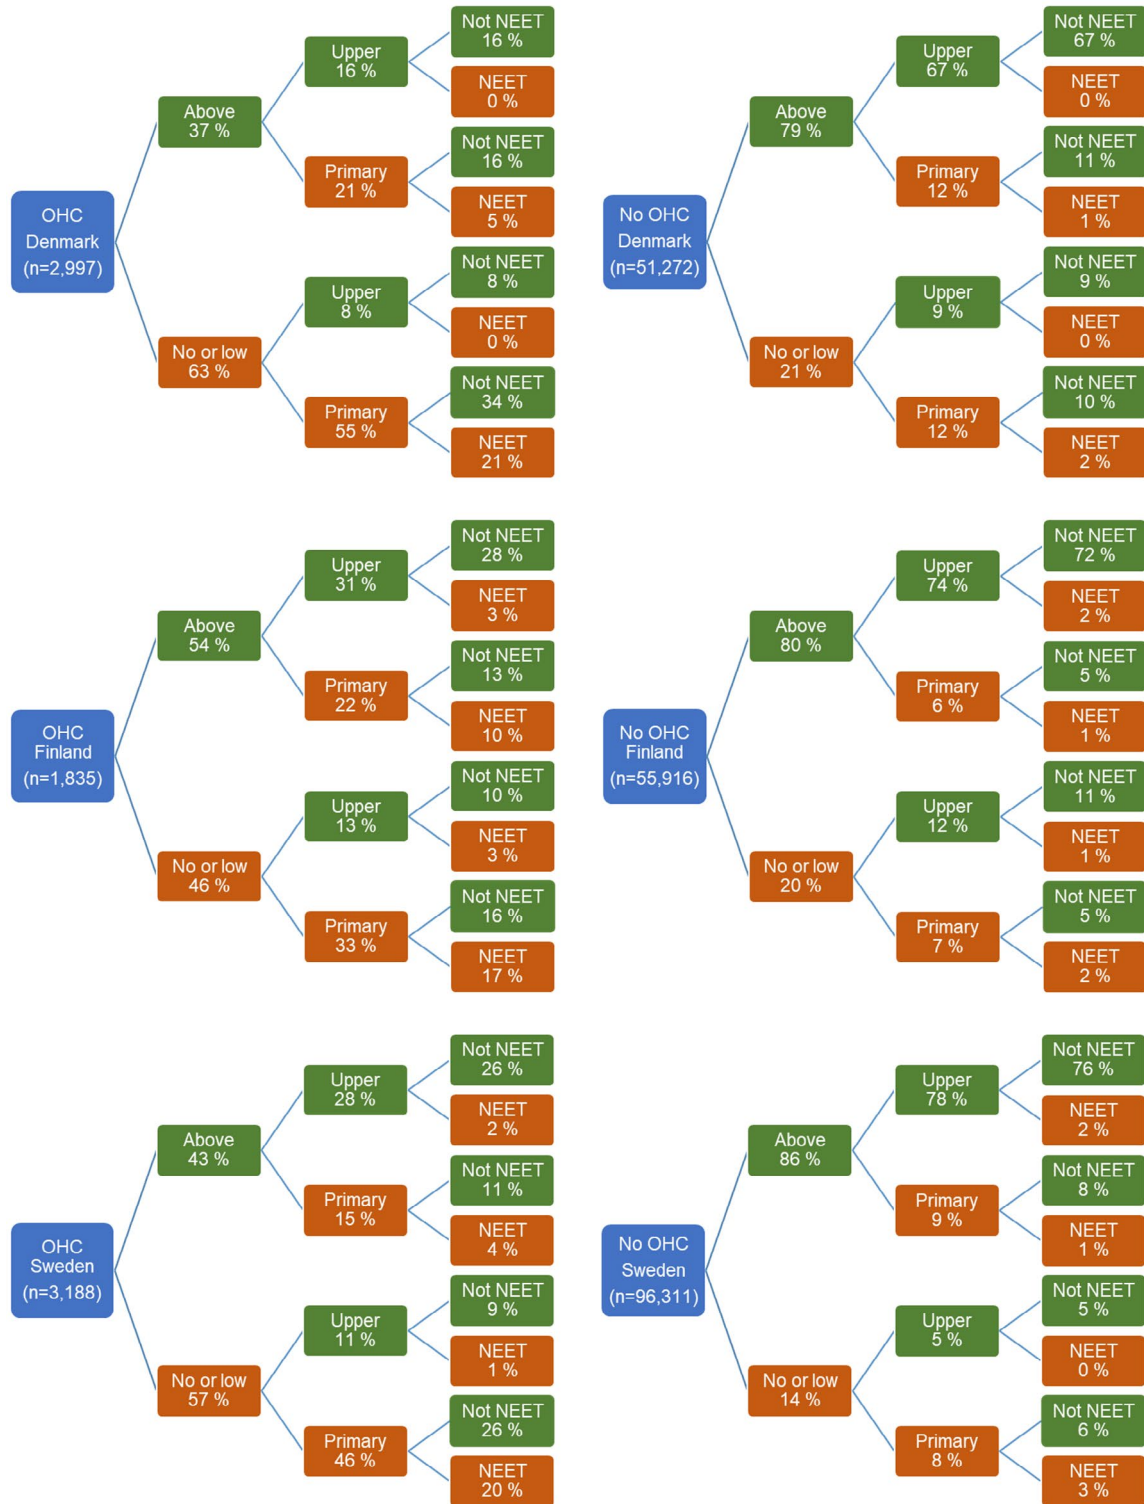 OHC
Denmark
(n=2,997)
Above
37 %
Upper
16 %
Not NEET
16 %
NEET
0 %
Primary
21 %
Not NEET
16 %
NEET
5 %
No or low
63 %
Upper
8 %
Not NEET
8 %
NEET
0 %
Primary
55 %
Not NEET
34 %
NEET
21 %
No OHC
Denmark
(n=51,272)
Above
79 %
Upper
67 %
Not NEET
67 %
NEET
0 %
Primary
12 %
Not NEET
11 %
NEET
1 %
No or low
21 %
Upper
9 %
Not NEET
9 %
NEET
0 %
Primary
12 %
Not NEET
10 %
NEET
2 %
OHC
Finland
(n=1,835)
Above
54 %
Upper
31 %
Not NEET
28 %
NEET
3 %
Primary
22 %
Not NEET
13 %
NEET
10 %
No or low
46 %
Upper
13 %
Not NEET
10 %
NEET
3 %
Primary
33 %
Not NEET
16 %
NEET
17 %
No OHC
Finland
(n=55,916)
Above
80 %
Upper
74 %
Not NEET
72 %
NEET
2 %
Primary
6 %
Not NEET
5 %
NEET
1 %
No or low
20 %
Upper
12 %
Not NEET
11 %
NEET
1 %
Primary
7 %
Not NEET
5 %
NEET
2 %
OHC
Sweden
(n=3,188)
Above
43 %
Upper
28 %
Not NEET
26 %
NEET
2 %
Primary
15 %
Not NEET
11 %
NEET
4 %
No or low
57 %
Upper
11 %
Not NEET
9 %
NEET
1 %
Primary
46 %
Not NEET
26 %
NEET
20 %
No OHC
Sweden
(n=96,311)
Above
86 %
Upper
78 %
Not NEET
76 %
NEET
2 %
Primary
9 %
Not NEET
8 %
NEET
1 %
No or low
14 %
Upper
5 %
Not NEET
5 %
NEET
0 %
Primary
8 %
Not NEET
6 %
NEET
3 %